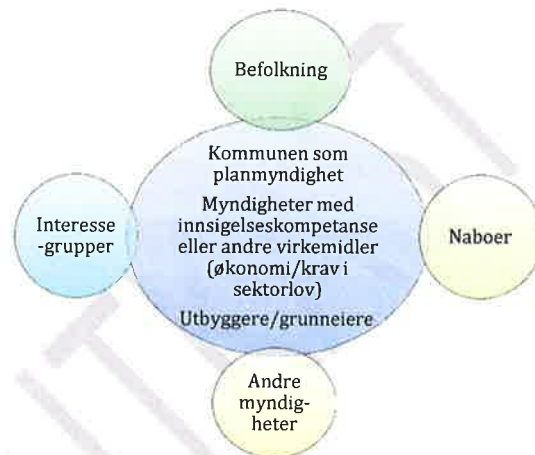 Befolkning
Kommunen som
planmyndighet
Myndigheter med
innsigelseskompetanse
eller andre virkemidler
(økonomi/krav i
sektorlov)
Utbyggere/grunneiere
Interesse
-grupper
Naboer
Andre
myndig-
heter